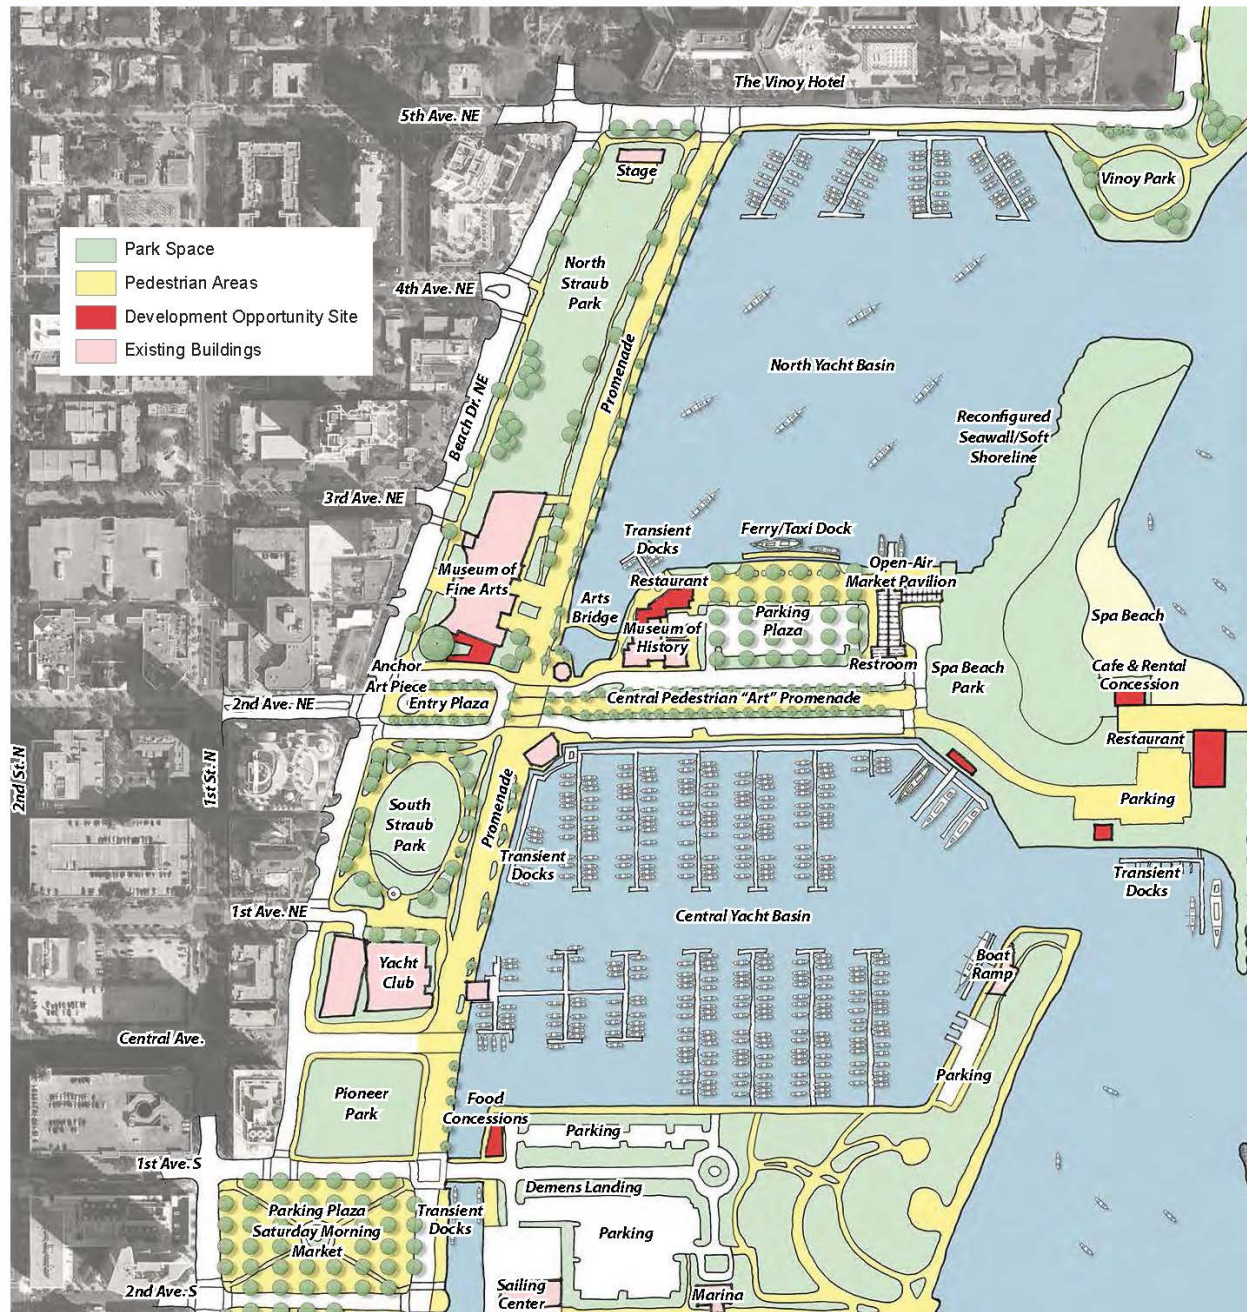 The Vinoy Hotel
5th Ave. NE
Stage
Vinoy Park
Park Space
Pedestrian Areas
Development Opportunity Site
Existing Buildings
North
Straub
Park
4th Ave. NE
Promenade
North Yacht Basin
Beach Dr. NE
Reconfigured
Seawall/Soft
Shoreline
3rd Ave. NE
Transient
Docks
Ferry/Taxi Dock
Museum of
Fine Arts
Restaurant
Open-Air
Market Pavilion
Arts
Bridge
Parking
Plaza
Spa Beach
Museum of
History
Anchor
Art Piece
Restroom
Spa Beach
Park
Cafe & Rental
Concession
2nd Ave. NE
Entry Plaza
Central Pedestrian "Art" Promenade
Restaurant
2nd St. N
1st St. N
South
Straub
Park
Promenade
Parking
Transient
Docks
Transient
Docks
1st Ave. NE
Central Yacht Basin
Yacht
Club
Boat
Ramp
Central Ave.
Parking
Pioneer
Park
Food
Concessions
Parking
1st Ave. S
Demens Landing
Parking Plaza
Saturday Morning
Market
Transient
Docks
Parking
2nd Ave. S
Sailing
Center
Marina